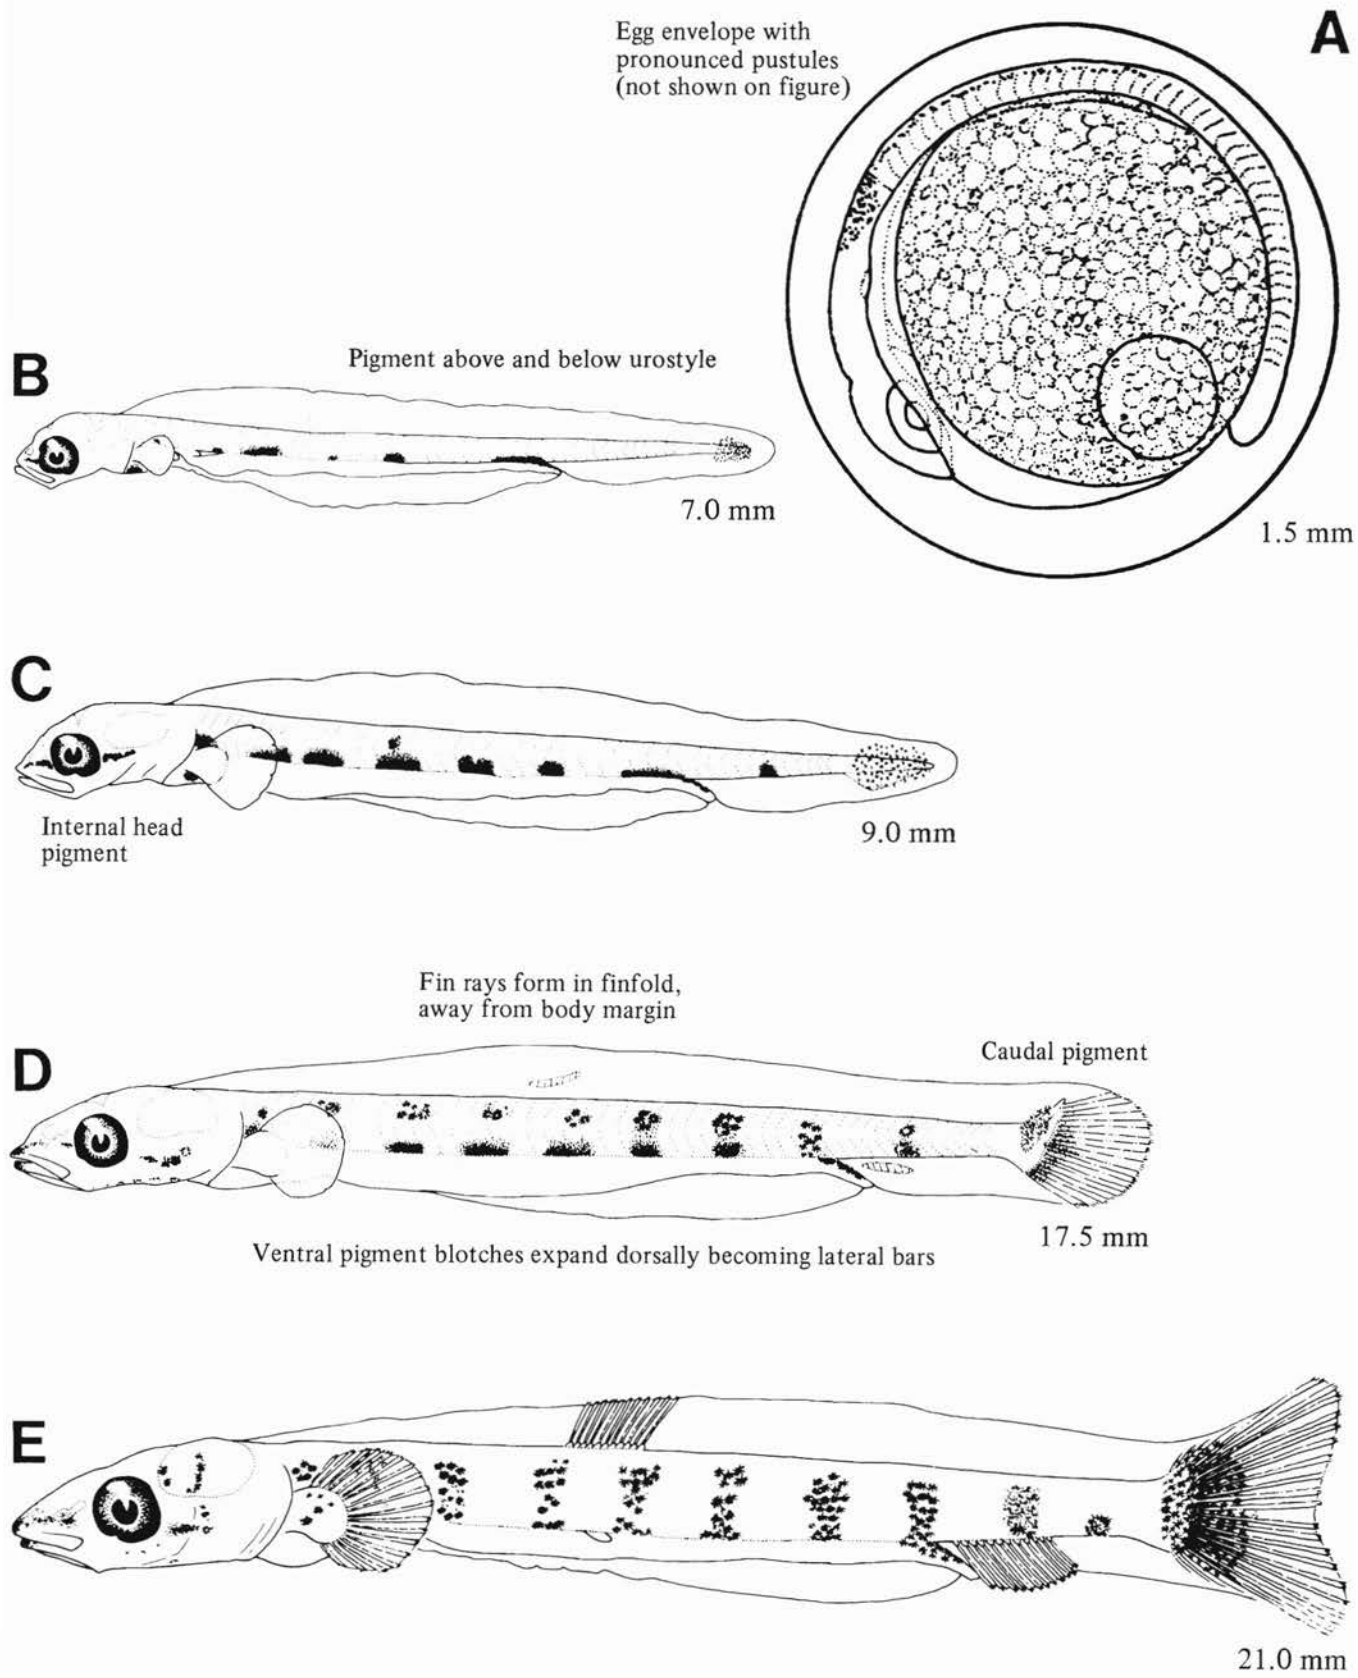 Egg envelope with
pronounced pustules
(not shown on figure)
A
1.5 mm
B
Pigment above and below urostyle
7.0 mm
C
Internal head
pigment
9.0 mm
Fin rays form in finfold,
away from body margin
D
Caudal pigment
17.5 mm
Ventral pigment blotches expand dorsally becoming lateral bars
E
21.0 mm